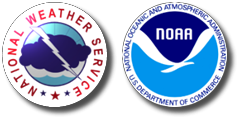 NATIONAL WEATHER SERVICE
NATIONAL OCEANIC AND ATMOSPHERIC ADMINISTRATION
NOAA
U.S. DEPARTMENT OF COMMERCE